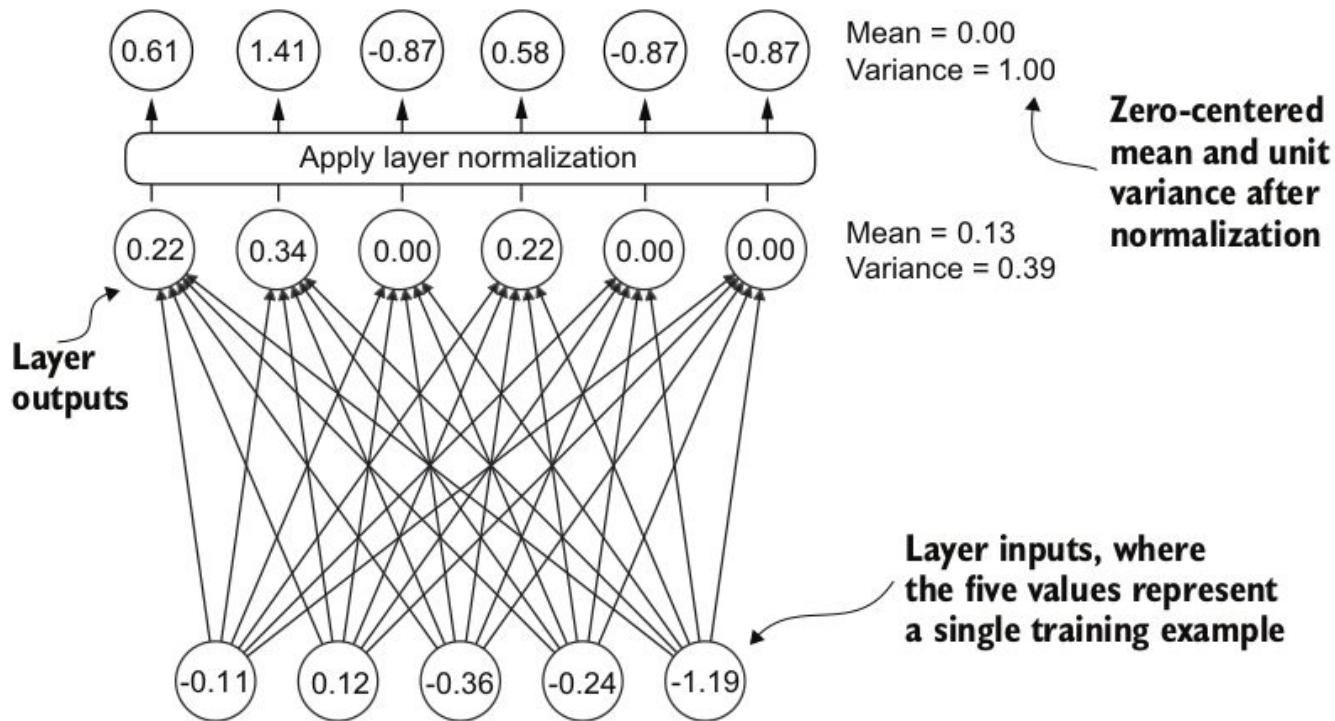 0.61 1.41 -0.87 0.58 -0.87 -0.87
Mean = 0.00
Variance = 1.00
Zero-centered
mean and unit
variance after
normalization
Apply layer normalization
0.22 0.34 0.00 0.22 0.00 0.00
Mean = 0.13
Variance = 0.39
Layer
outputs
Layer inputs, where
the five values represent
a single training example
-0.11 0.12 -0.36 -0.24 -1.19